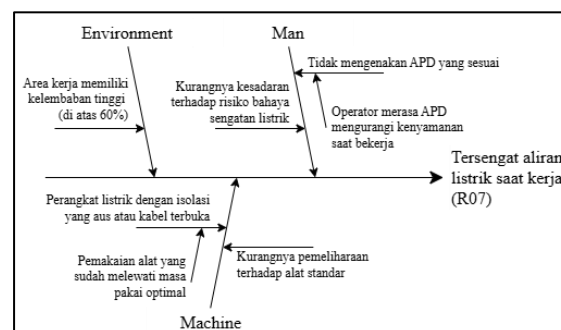 Environment
Man
Area kerja memiliki
kelembaban tinggi
(di atas 60%)
Kurangnya kesadaran
terhadap risiko bahaya
sengatan listrik
Tidak mengenakan APD yang sesuai
Operator merasa APD
mengurangi kenyamanan
saat bekerja
Tersengat aliran
listrik saat kerja
(R07)
Perangkat listrik dengan isolasi
yang aus atau kabel terbuka
Pemakaian alat yang
sudah melewati masa
pakai optimal
Kurangnya pemeliharaan
terhadap alat standar
Machine